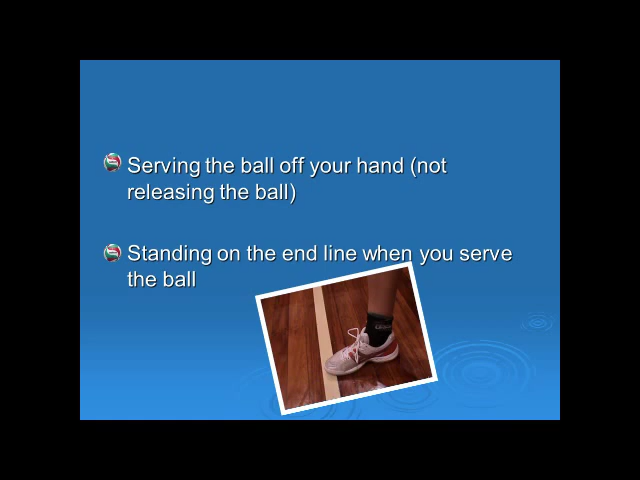 Serving the ball off your hand (not
releasing the ball)
Standing on the end line when you serve
the ball